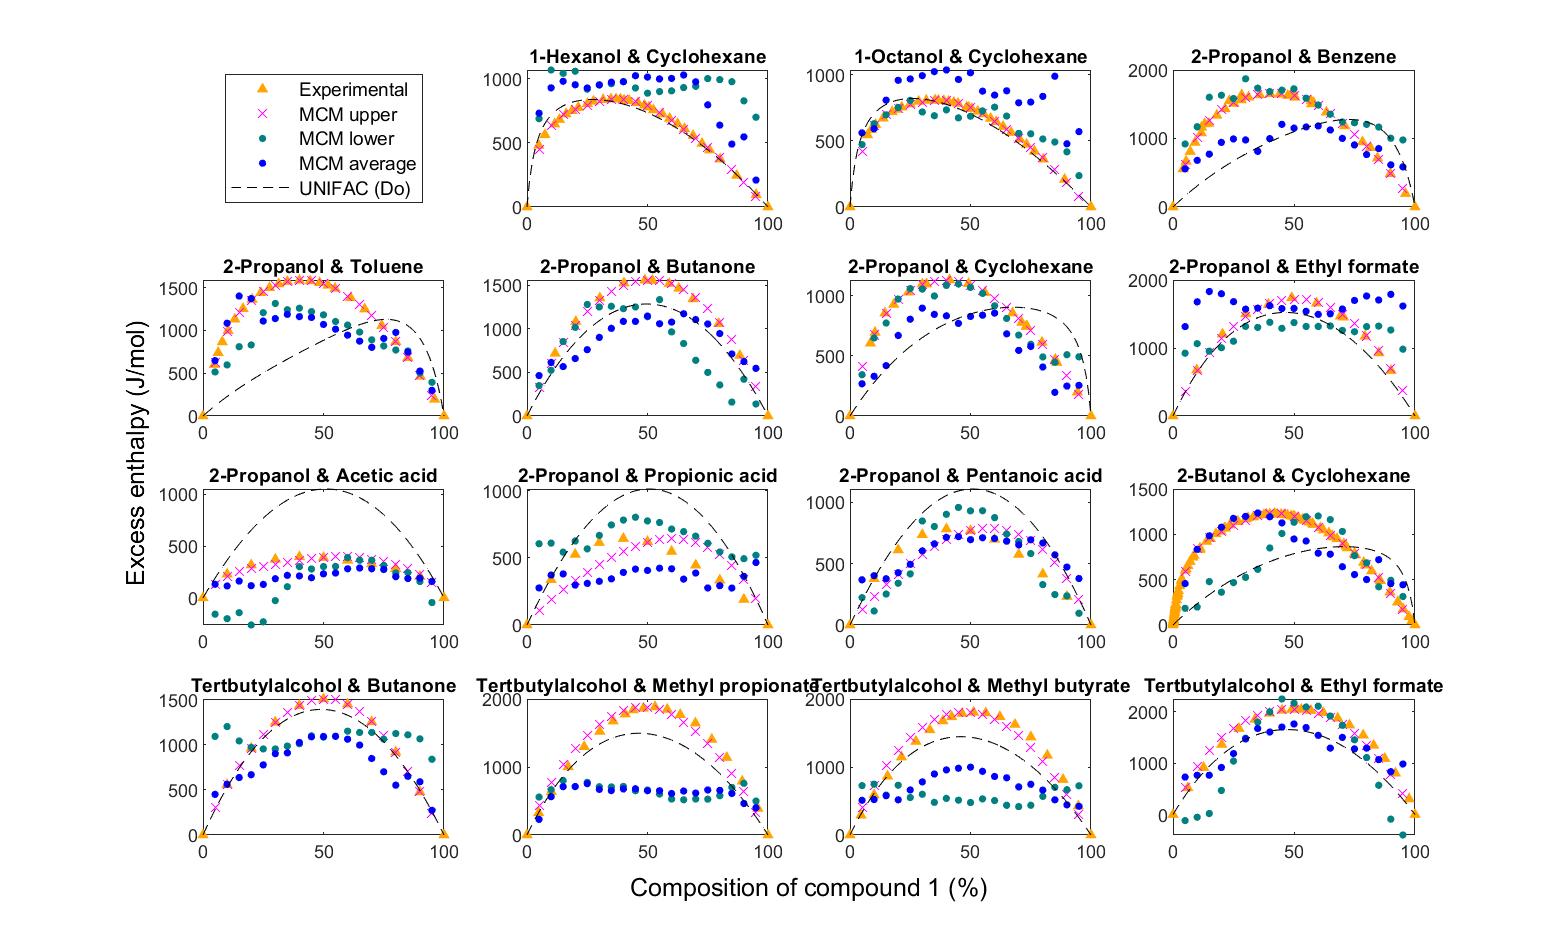 1-Hexanol & Cyclohexane
1-Octanol & Cyclohexane
2-Propanol & Benzene
Experimental
MCM upper
MCM lower
MCM average
UNIFAC (Do)
1000
500
0
0 50 100
1000
500
0
0 50 100
2000
1000
0
0 50 100
2-Propanol & Toluene
2-Propanol & Butanone
2-Propanol & Cyclohexane
2-Propanol & Ethyl formate
1500
1000
500
0
0 50 100
1500
1000
500
0
0 50 100
1000
500
0
0 50 100
2000
1000
0
0 50 100
Excess enthalpy (J/mol)
2-Propanol & Acetic acid
2-Propanol & Propionic acid
2-Propanol & Pentanoic acid
2-Butanol & Cyclohexane
1000
500
0
0 50 100
1000
500
0
0 50 100
1000
500
0
0 50 100
1500
1000
500
0
0 50 100
Tertbutylalcohol & Butanone
Tertbutylalcohol & Methyl propionate
Tertbutylalcohol & Methyl butyrate
Tertbutylalcohol & Ethyl formate
1500
1000
500
0
0 50 100
2000
1000
0
0 50 100
2000
1000
0
0 50 100
2000
1000
0
0 50 100
Composition of compound 1 (%)